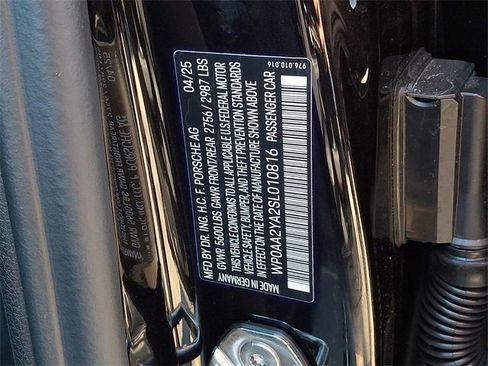 976.010.016
MADE IN GERMANY 04/25
MFD BY DR. ING. H.C. F. PORSCHE AG
GVWR 5600 LBS GAWR FRONT/REAR 2756/ 2987 LBS
THIS VEHICLE CONFORMS TO ALL APPLICABLE U.S. FEDERAL MOTOR
VEHICLE SAFETY, BUMPER, AND THEFT PREVENTION STANDARDS
IN EFFECT ON THE DATE OF MANUFACTURE SHOWN ABOVE
WP0AA2YA2SL010816 PASSENGER CAR